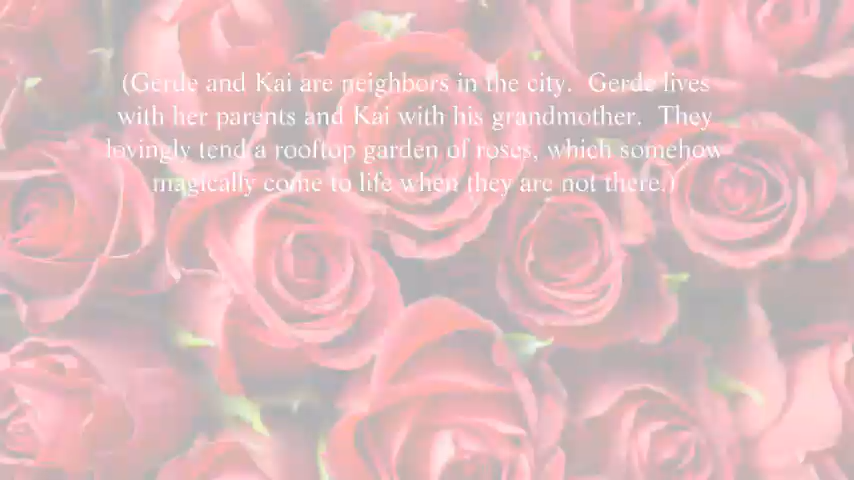 (Gerde and Kai are neighbors in the city.  Gerde lives
with her parents and Kai with his grandmother.  They
lovingly tend a rooftop garden of roses, which somehow
magically come to life when they are not there.)